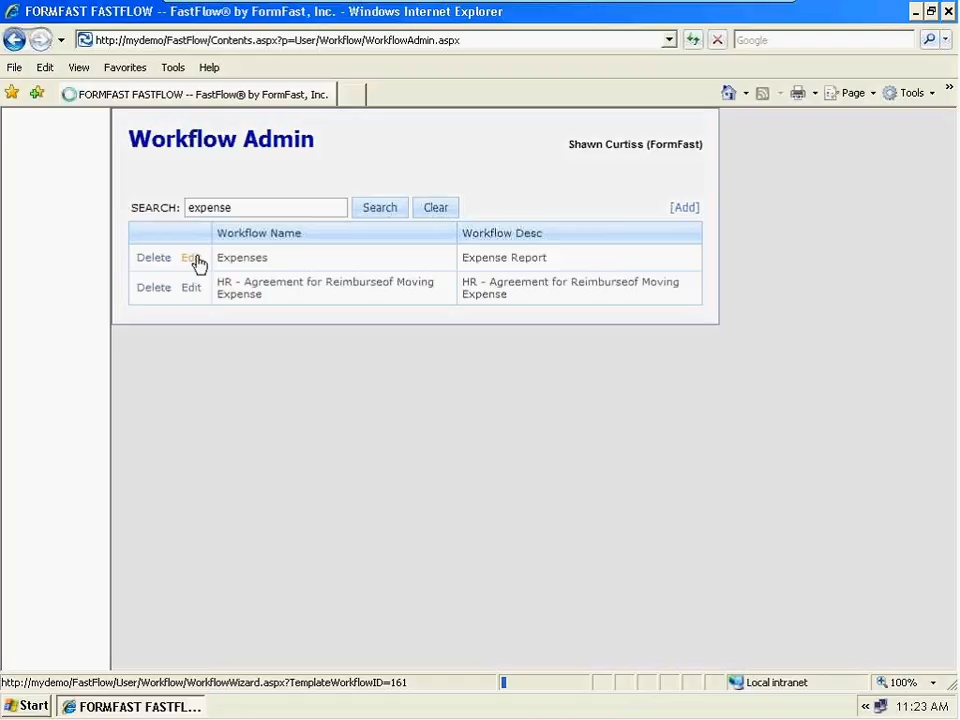 FORMFAST FASTFLOW -- FastFlow® by FormFast, Inc. - Windows Internet Explorer
http://mydemo/FastFlow/Contents.aspx?p=User/Workflow/WorkflowAdmin.aspx
Google
File Edit View Favorites Tools Help
FORMFAST FASTFLOW -- FastFlow® by FormFast, Inc.
Page Tools »
Workflow Admin
Shawn Curtiss (FormFast)
SEARCH: expense Search Clear [Add]
Workflow Name Workflow Desc
Delete Edit Expenses Expense Report
Delete Edit HR - Agreement for Reimburseof Moving Expense HR - Agreement for Reimburseof Moving Expense
http://mydemo/FastFlow/User/Workflow/WorkflowWizard.aspx?TemplateWorkflowID=161 Local intranet 100%
Start FORMFAST FASTFL... « 11:23 AM